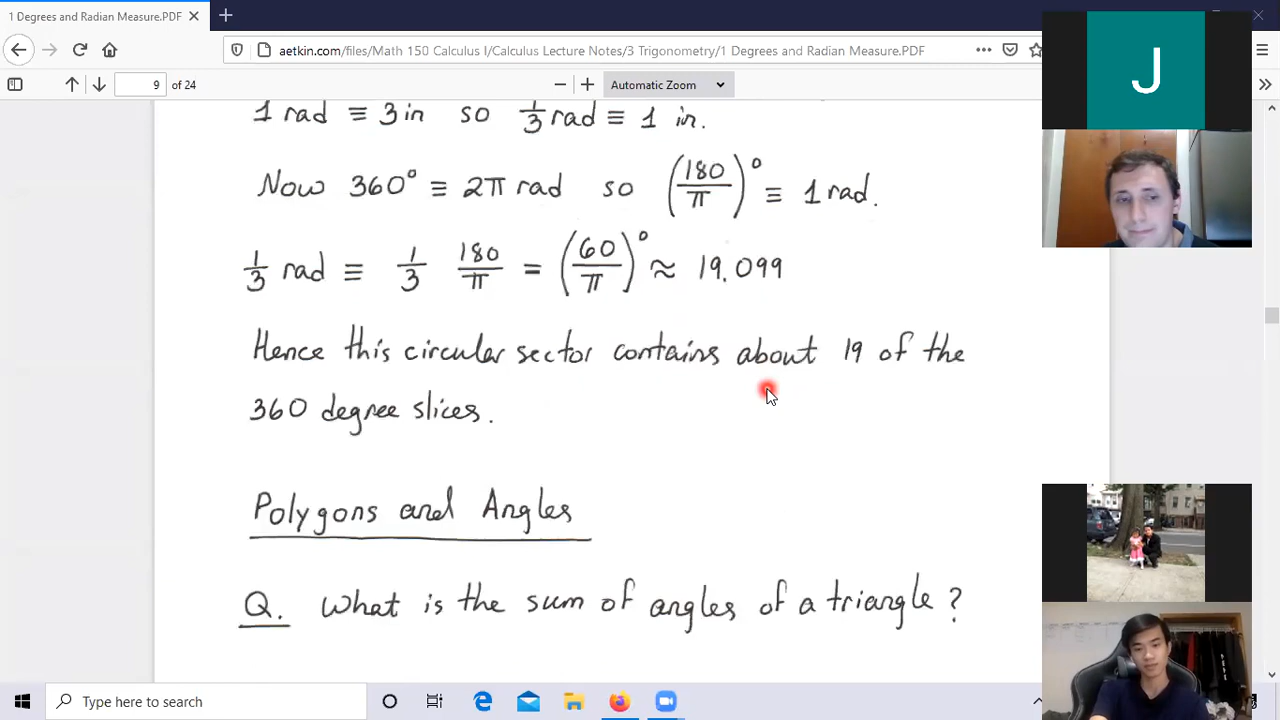 1 Degrees and Radian Measure.PDF
aetkin.com/files/Math 150 Calculus I/Calculus Lecture Notes/3 Trigonometry/1 Degrees and Radian Measure.PDF
9 of 24
Automatic Zoom
1 rad ≡ 3 in so 1/3 rad ≡ 1 in.
Now 360° ≡ 2π rad so (180/π)° ≡ 1 rad.
1/3 rad ≡ 1/3 180/π = (60/π)° ≈ 19.099
Hence this circular sector contains about 19 of the
360 degree slices.
Polygons and Angles
Q. What is the sum of angles of a triangle?
J
Type here to search